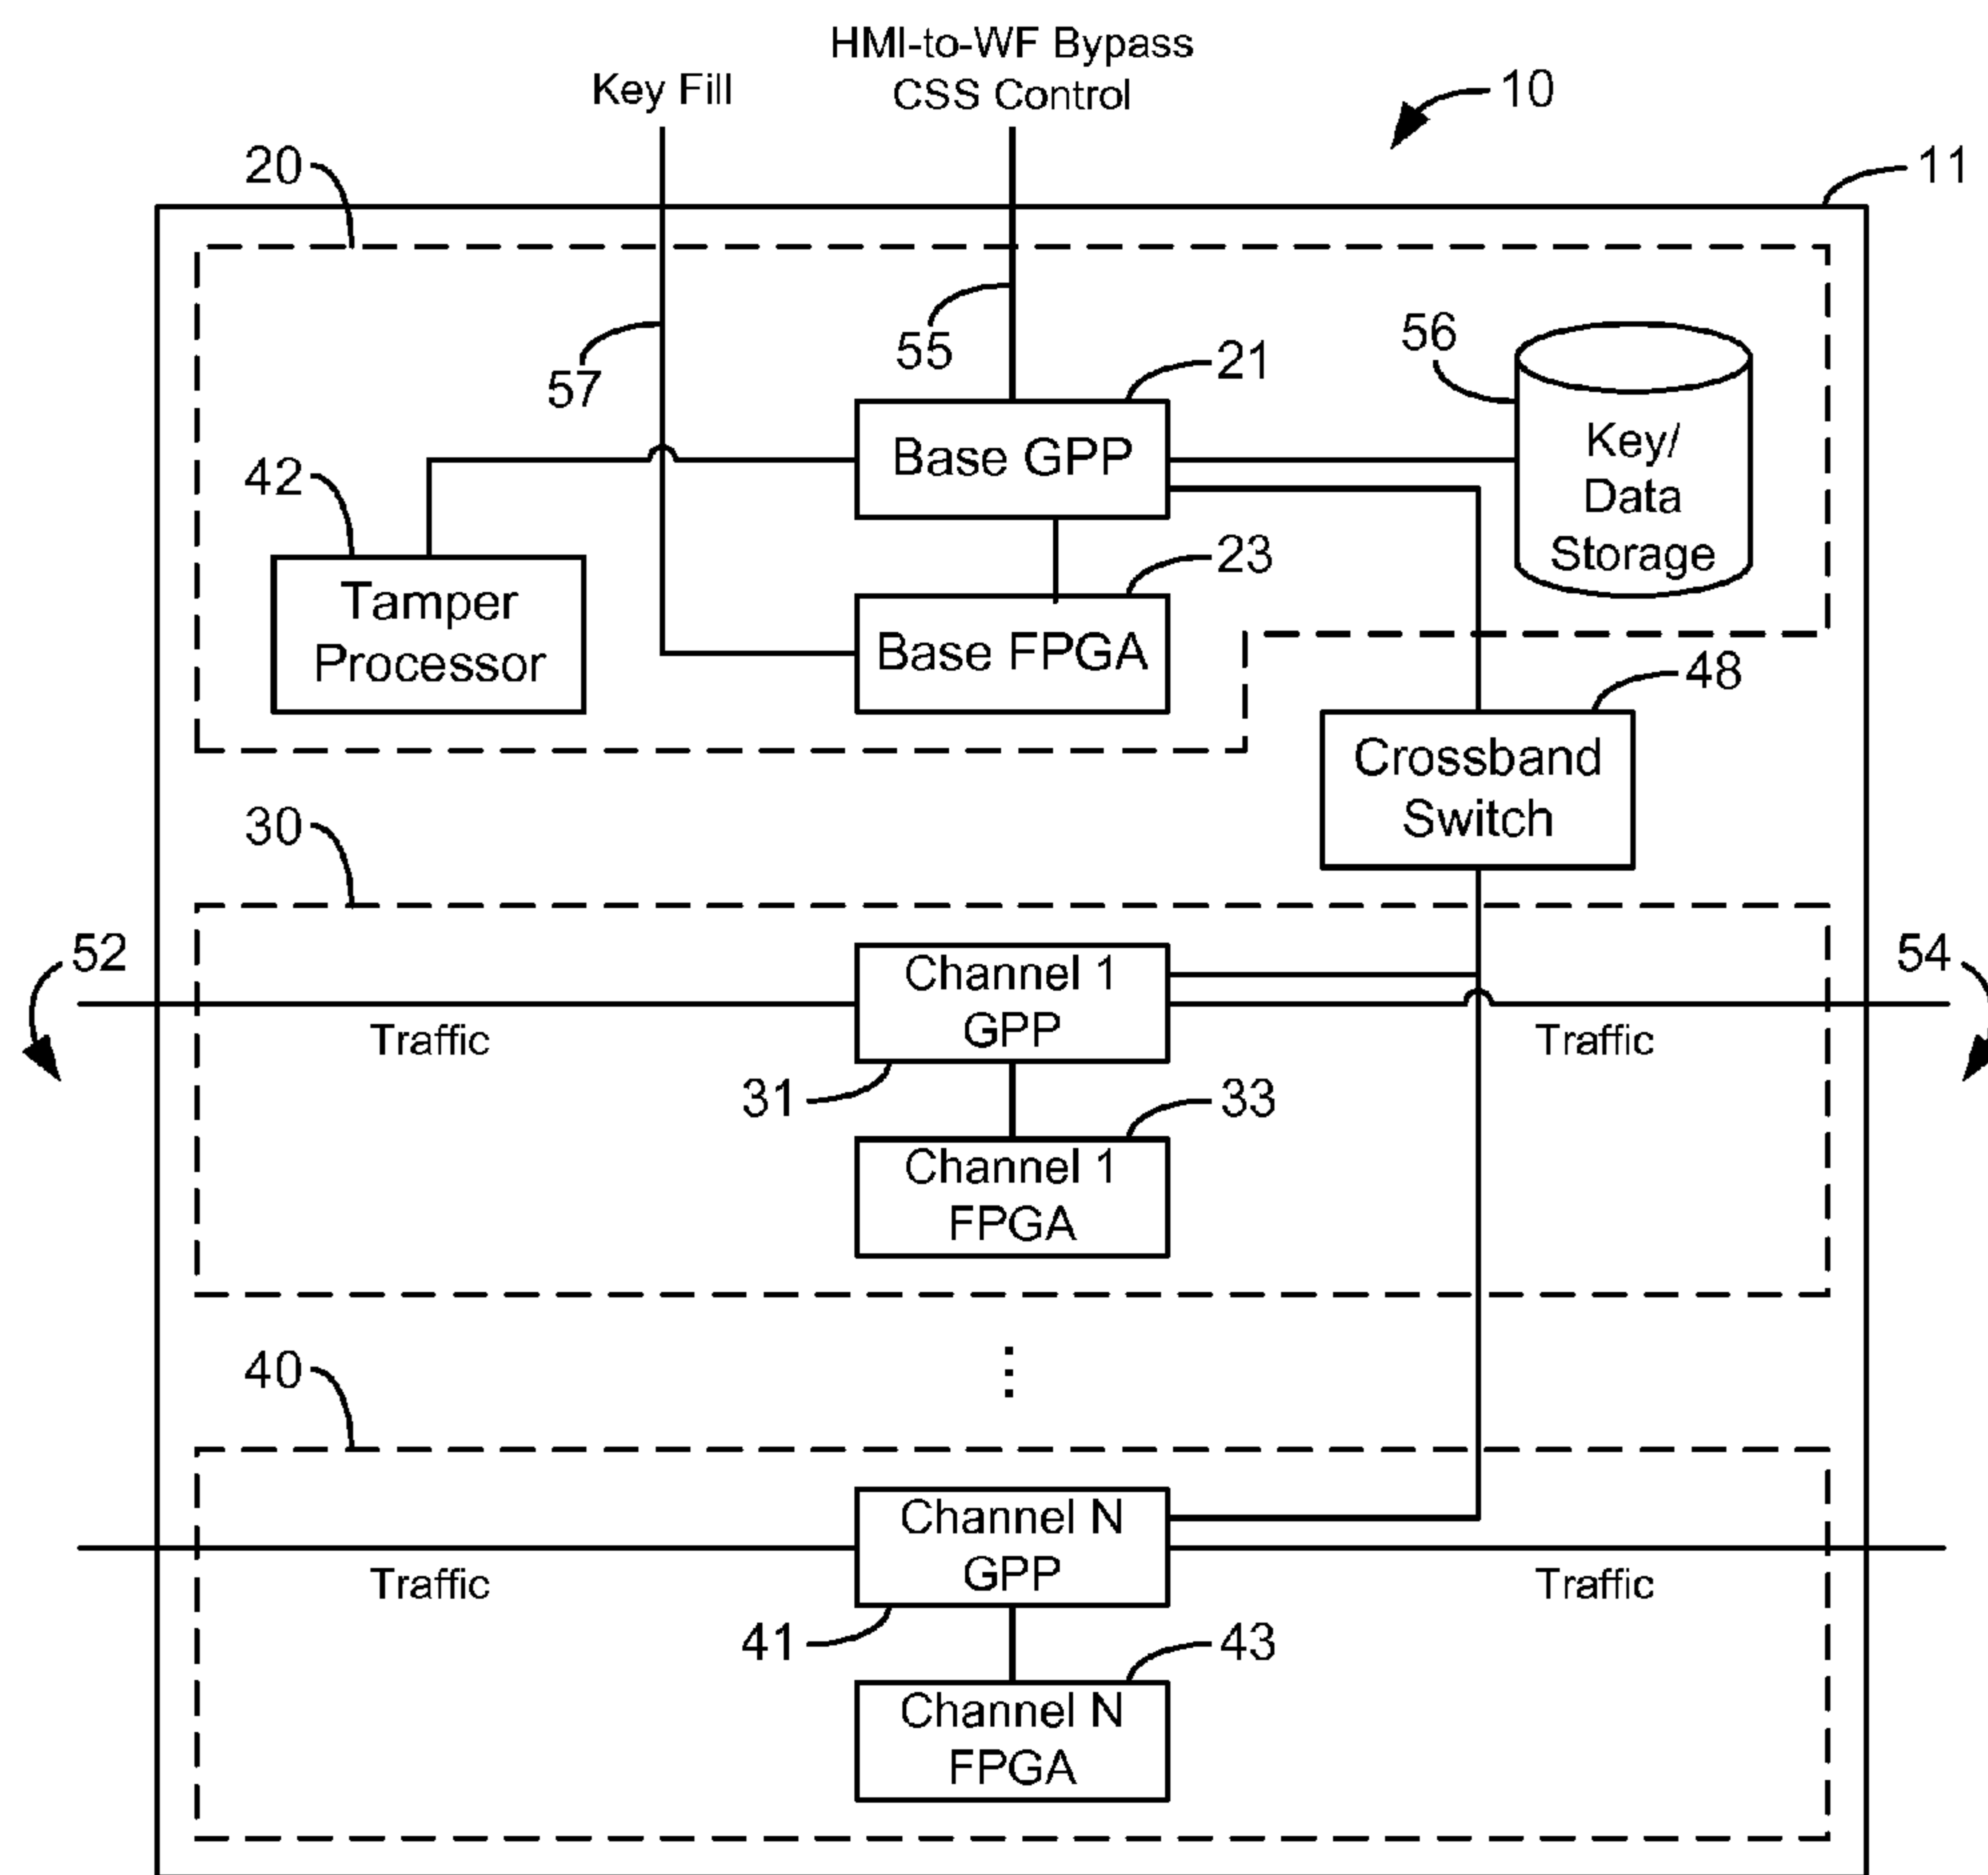 HMI-to-WF Bypass
CSS Control
Key Fill
10
11
20
55
57
21
56
Base GPP
Key/
Data
Storage
42
23
Tamper
Processor
Base FPGA
48
Crossband
Switch
30
52
54
Channel 1
GPP
Traffic
Traffic
31
33
Channel 1
FPGA
40
Channel N
GPP
Traffic
Traffic
41
43
Channel N
FPGA